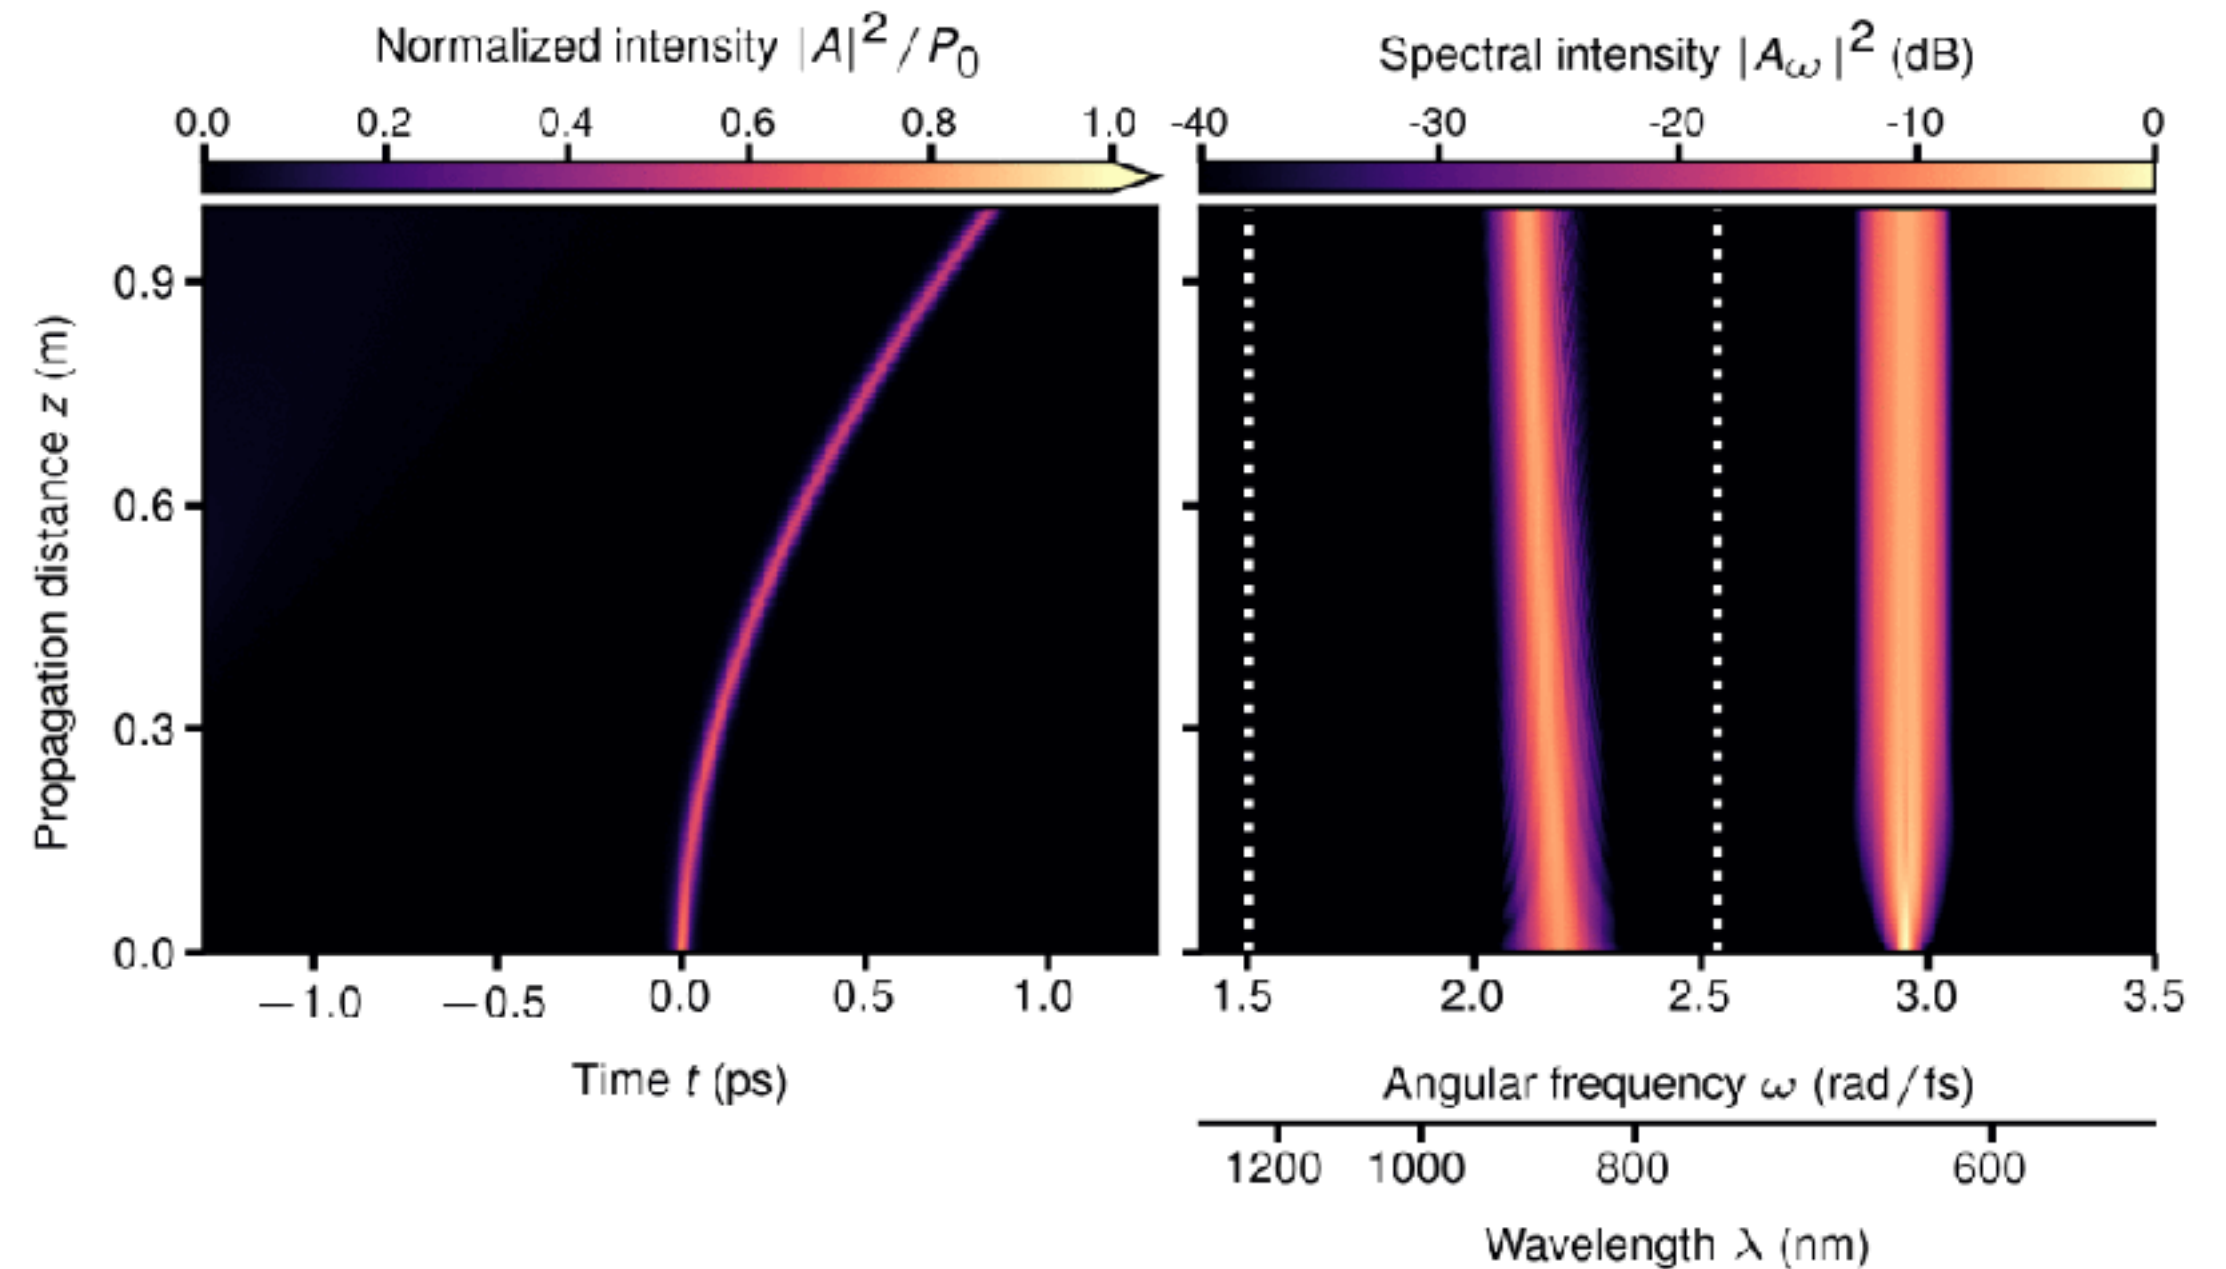 Normalized intensity |A|²/P₀
0.0 0.2 0.4 0.6 0.8 1.0
Spectral intensity |Aω|² (dB)
-40 -30 -20 -10 0
Propagation distance z (m)
0.9
0.6
0.3
0.0
−1.0 −0.5 0.0 0.5 1.0
Time t (ps)
1.5 2.0 2.5 3.0 3.5
Angular frequency ω (rad/fs)
1200 1000 800 600
Wavelength λ (nm)